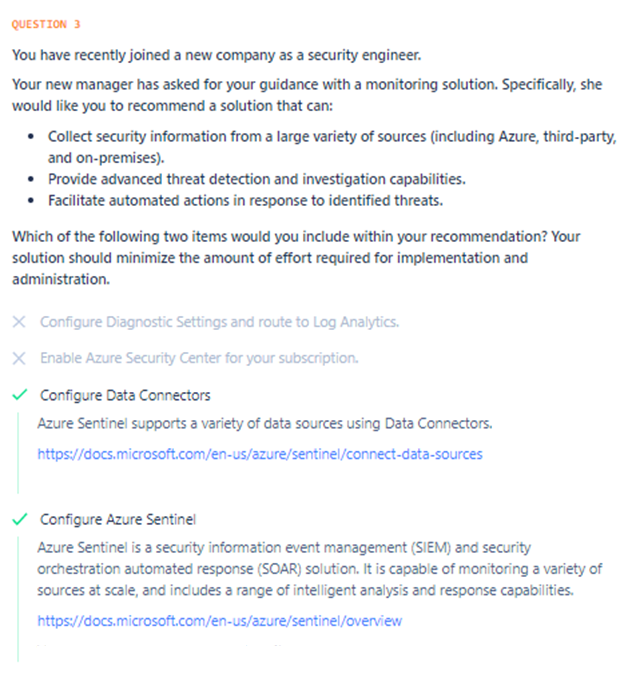 QUESTION 3
You have recently joined a new company as a security engineer.
Your new manager has asked for your guidance with a monitoring solution. Specifically, she
would like you to recommend a solution that can:
• Collect security information from a large variety of sources (including Azure, third-party,
and on-premises).
• Provide advanced threat detection and investigation capabilities.
• Facilitate automated actions in response to identified threats.
Which of the following two items would you include within your recommendation? Your
solution should minimize the amount of effort required for implementation and
administration.
Configure Diagnostic Settings and route to Log Analytics.
Enable Azure Security Center for your subscription.
Configure Data Connectors
Azure Sentinel supports a variety of data sources using Data Connectors.
https://docs.microsoft.com/en-us/azure/sentinel/connect-data-sources
Configure Azure Sentinel
Azure Sentinel is a security information event management (SIEM) and security
orchestration automated response (SOAR) solution. It is capable of monitoring a variety of
sources at scale, and includes a range of intelligent analysis and response capabilities.
https://docs.microsoft.com/en-us/azure/sentinel/overview